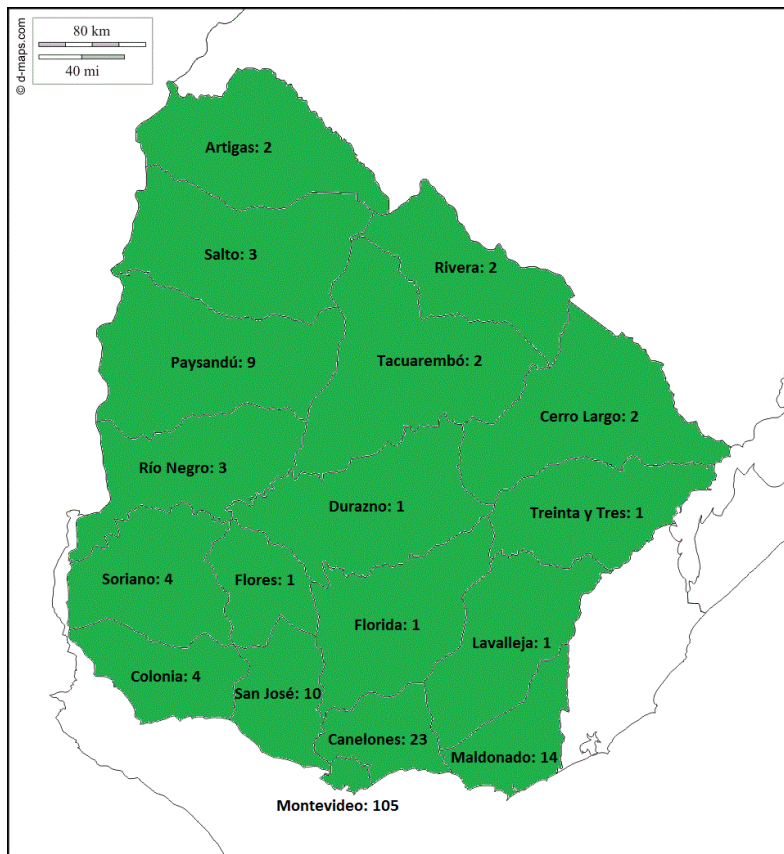 80 km
40 mi
© d-maps.com
Artigas: 2
Salto: 3
Rivera: 2
Paysandú: 9
Tacuarembó: 2
Cerro Largo: 2
Río Negro: 3
Durazno: 1
Treinta y Tres: 1
Soriano: 4
Flores: 1
Florida: 1
Lavalleja: 1
Colonia: 4
San José: 10
Canelones: 23
Maldonado: 14
Montevideo: 105